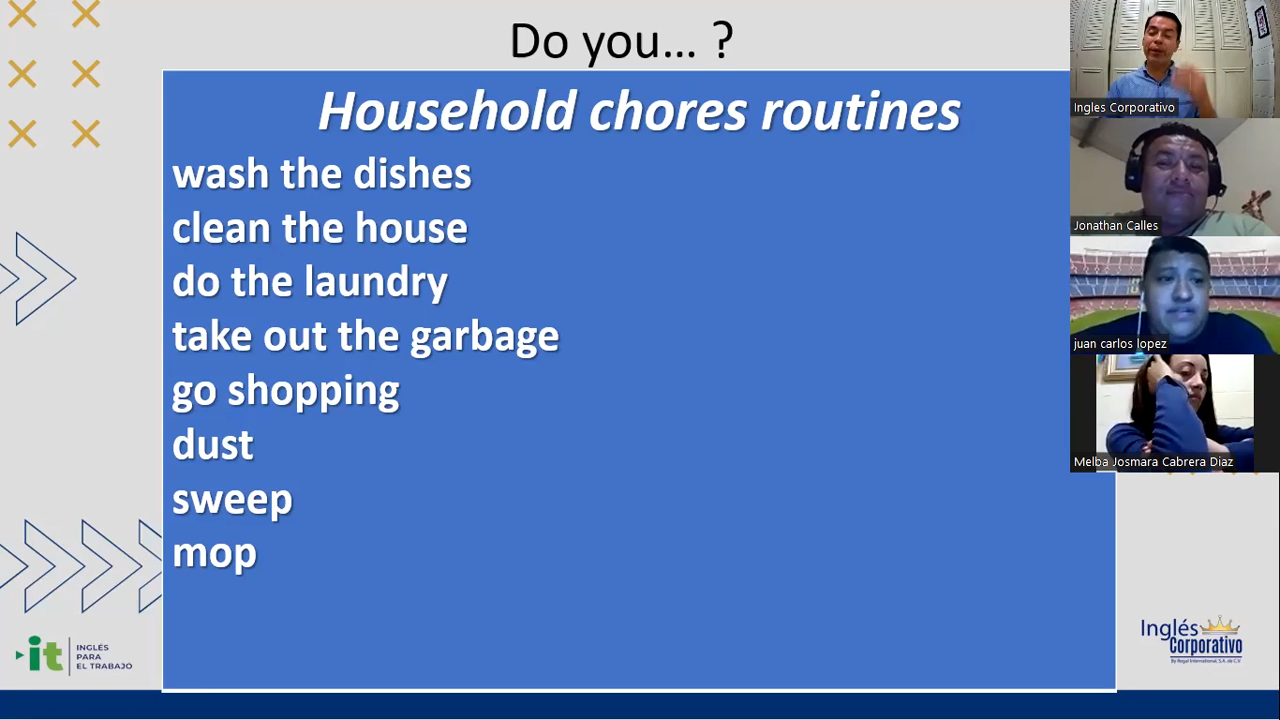 Do you... ?
Household chores routines
wash the dishes
clean the house
do the laundry
take out the garbage
go shopping
dust
sweep
mop
Ingles Corporativo
Jonathan Calles
juan carlos lopez
Melba Josmara Cabrera Diaz
it
INGLÉS
PARA
EL TRABAJO
Inglés
Corporativo
By Regal International, S.A. de C.V.